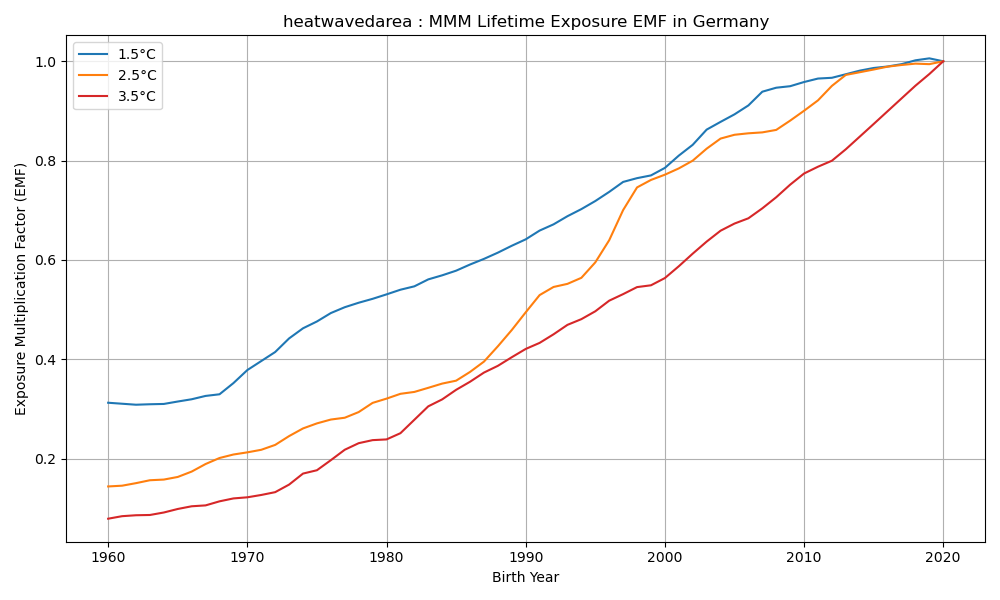 heatwavedarea : MMM Lifetime Exposure EMF in Germany
1.5°C
2.5°C
3.5°C
Exposure Multiplication Factor (EMF)
1.0
0.8
0.6
0.4
0.2
1960 1970 1980 1990 2000 2010 2020
Birth Year